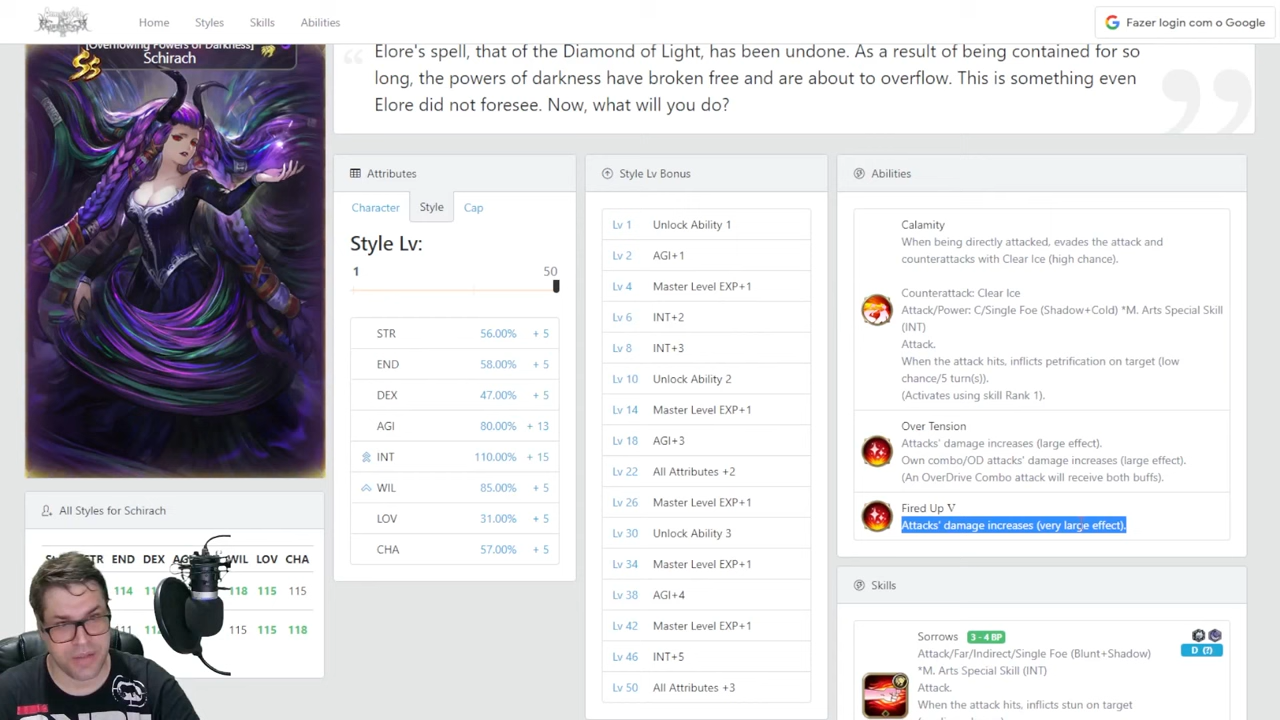 Home Styles Skills Abilities
Fazer login com o Google
[Overflowing Powers of Darkness]
Schirach
SS
Elore's spell, that of the Diamond of Light, has been undone. As a result of being contained for so
long, the powers of darkness have broken free and are about to overflow. This is something even
Elore did not foresee. Now, what will you do?
Attributes
Character Style Cap
Style Lv:
1 50
STR 56.00% + 5
END 58.00% + 5
DEX 47.00% + 5
AGI 80.00% + 13
INT 110.00% + 15
WIL 85.00% + 5
LOV 31.00% + 5
CHA 57.00% + 5
Style Lv Bonus
Lv 1 Unlock Ability 1
Lv 2 AGI+1
Lv 4 Master Level EXP+1
Lv 6 INT+2
Lv 8 INT+3
Lv 10 Unlock Ability 2
Lv 14 Master Level EXP+1
Lv 18 AGI+3
Lv 22 All Attributes +2
Lv 26 Master Level EXP+1
Lv 30 Unlock Ability 3
Lv 34 Master Level EXP+1
Lv 38 AGI+4
Lv 42 Master Level EXP+1
Lv 46 INT+5
Lv 50 All Attributes +3
Abilities
Calamity
When being directly attacked, evades the attack and
counterattacks with Clear Ice (high chance).
Counterattack: Clear Ice
Attack/Power: C/Single Foe (Shadow+Cold) *M. Arts Special Skill
(INT)
Attack.
When the attack hits, inflicts petrification on target (low
chance/5 turn(s)).
(Activates using skill Rank 1).
Over Tension
Attacks' damage increases (large effect).
Own combo/OD attacks' damage increases (large effect).
(An OverDrive Combo attack will receive both buffs).
Fired Up V
Attacks' damage increases (very large effect).
Skills
Sorrows 3 - 4 BP
D (?)
Attack/Far/Indirect/Single Foe (Blunt+Shadow)
*M. Arts Special Skill (INT)
Attack.
When the attack hits, inflicts stun on target
All Styles for Schirach
END DEX WIL LOV CHA
114 118 115 115
115 115 118